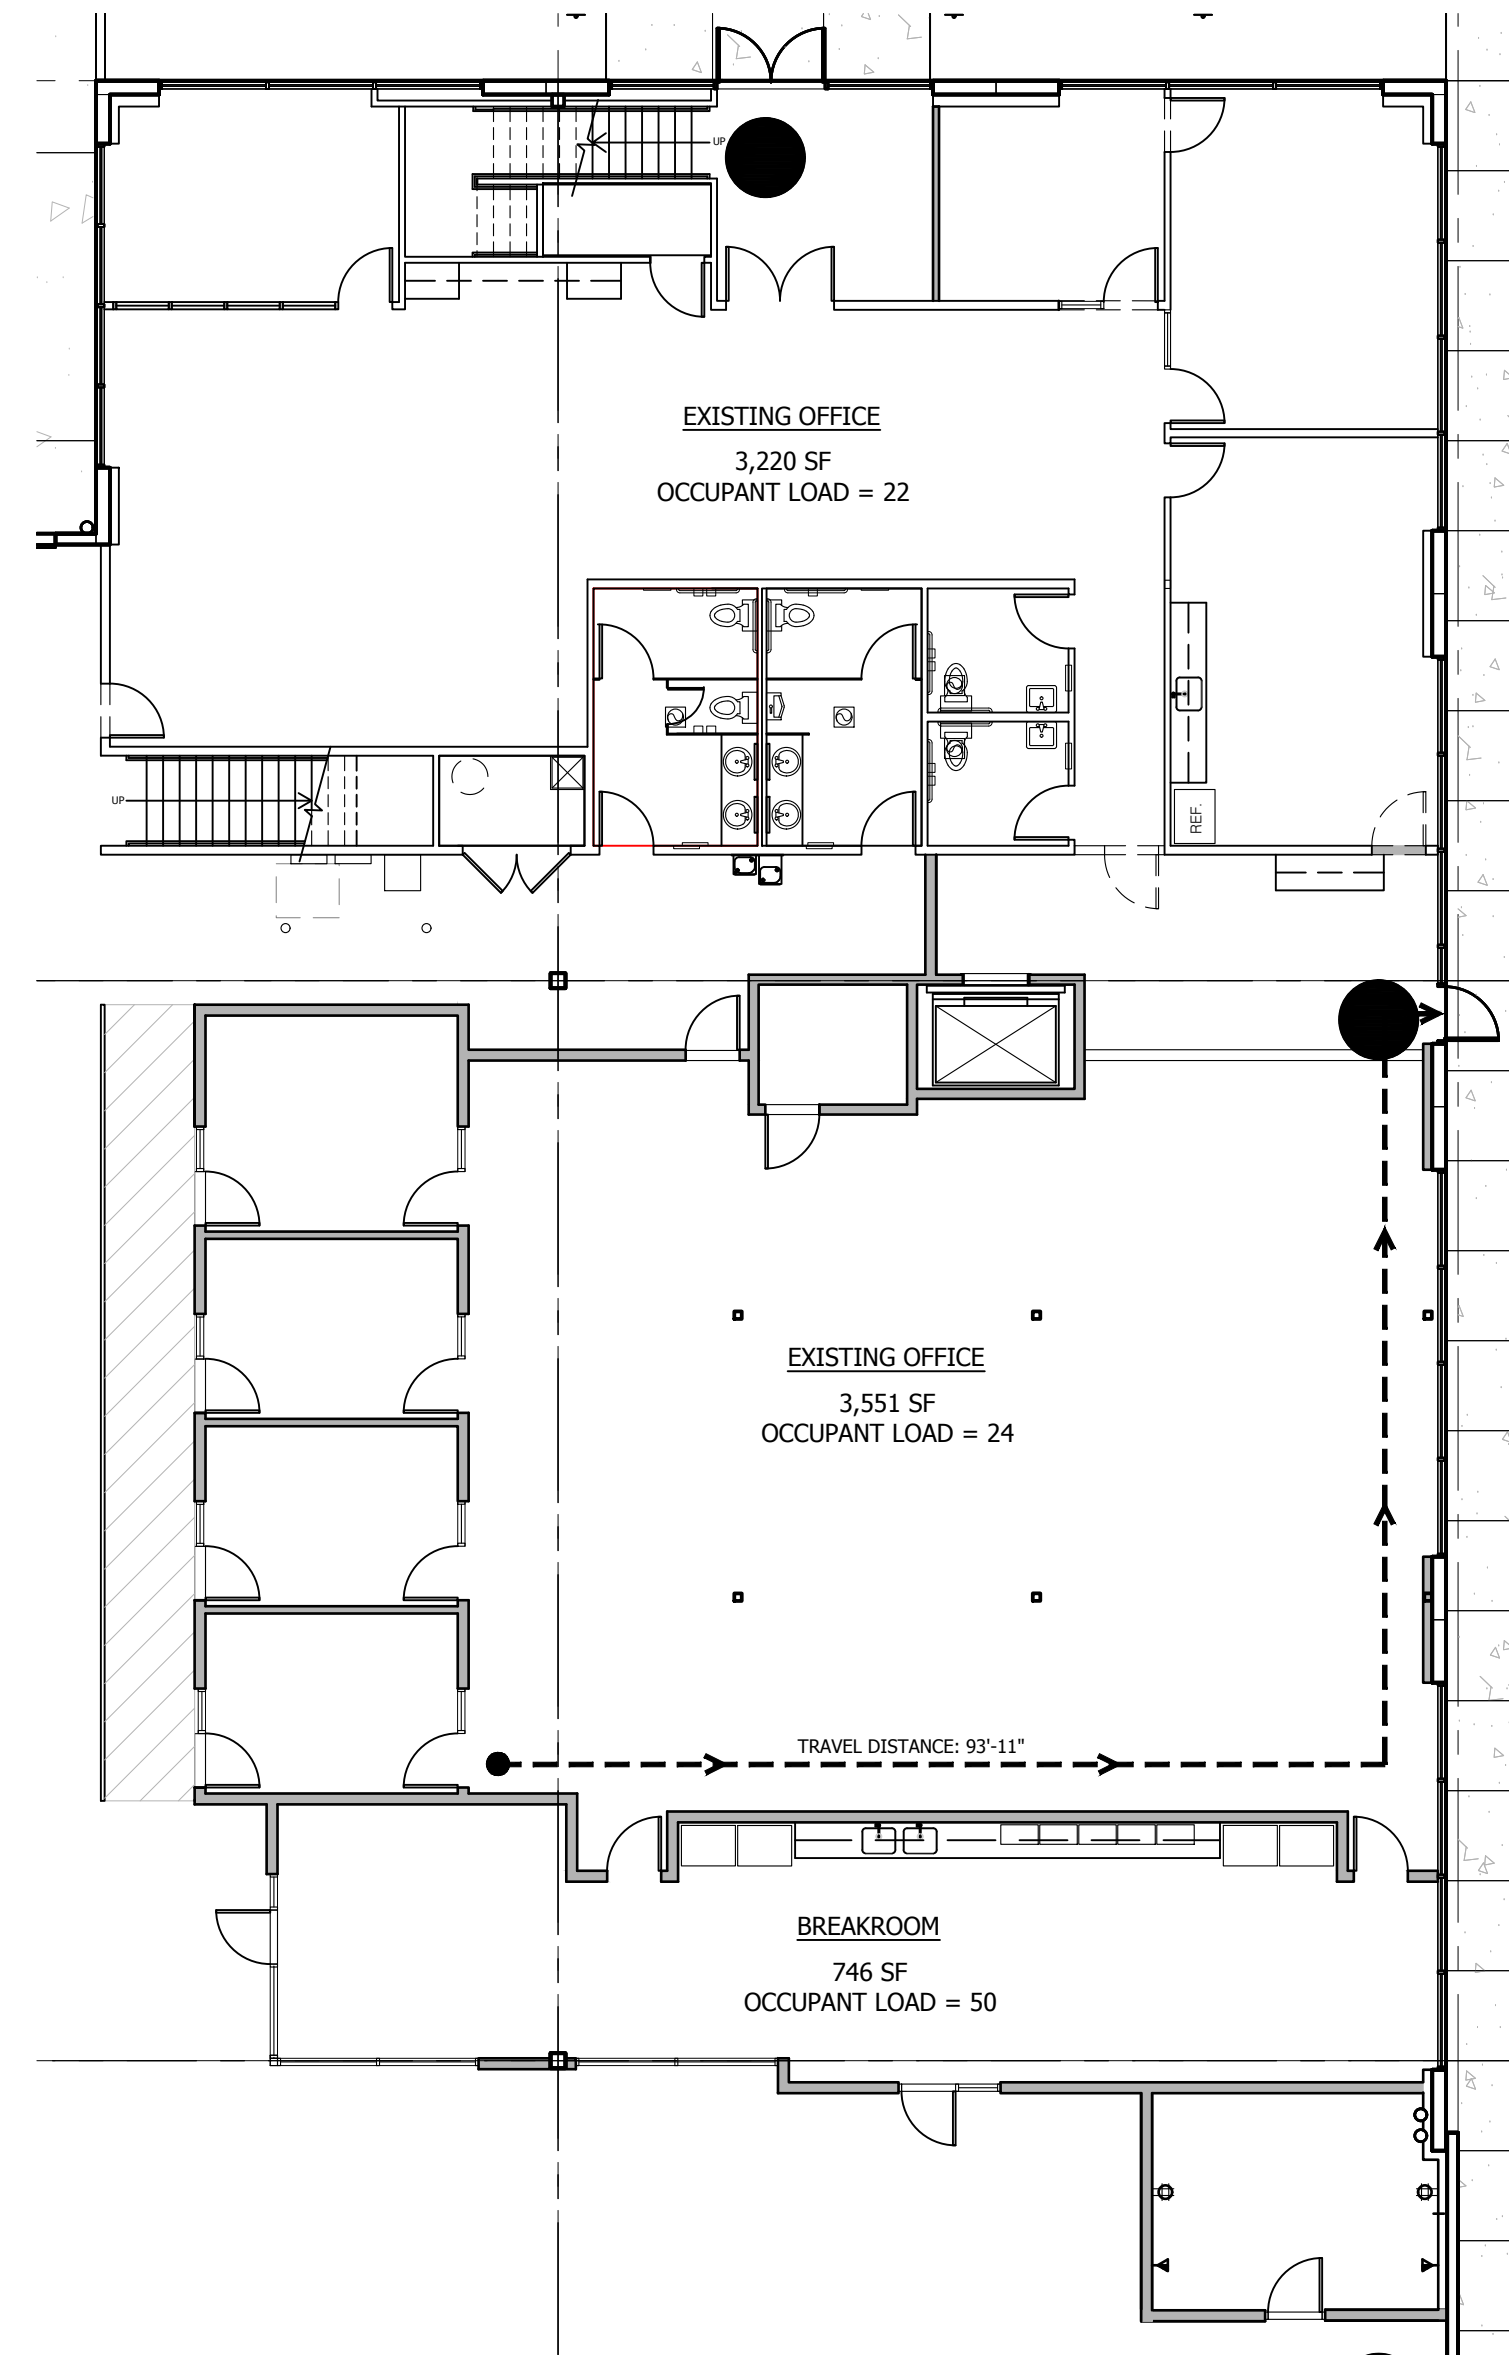 UP
EXISTING OFFICE
3,220 SF
OCCUPANT LOAD = 22
UP
REF.
EXISTING OFFICE
3,551 SF
OCCUPANT LOAD = 24
TRAVEL DISTANCE: 93'-11"
BREAKROOM
746 SF
OCCUPANT LOAD = 50